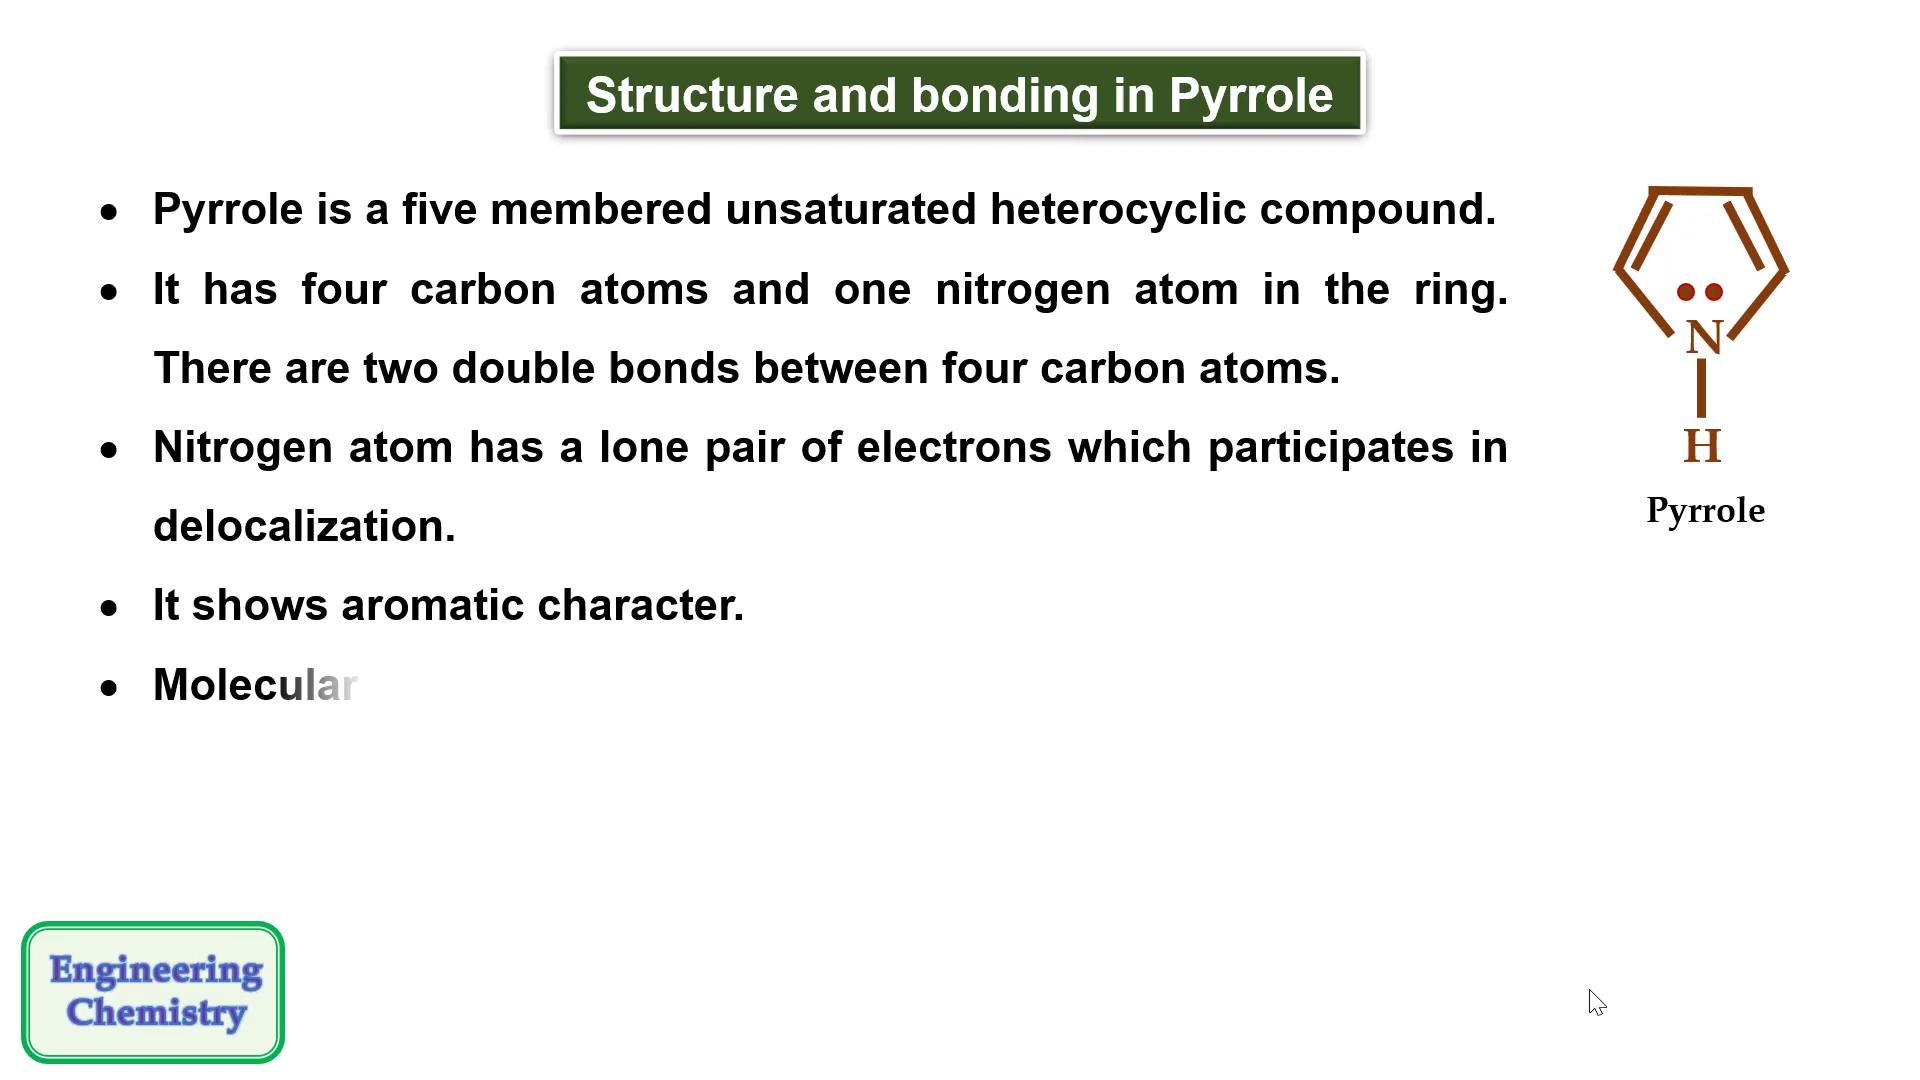 Structure and bonding in Pyrrole
• Pyrrole is a five membered unsaturated heterocyclic compound.
• It has four carbon atoms and one nitrogen atom in the ring.
There are two double bonds between four carbon atoms.
• Nitrogen atom has a lone pair of electrons which participates in
delocalization.
• It shows aromatic character.
• Molecular
N
H
Pyrrole
Engineering
Chemistry